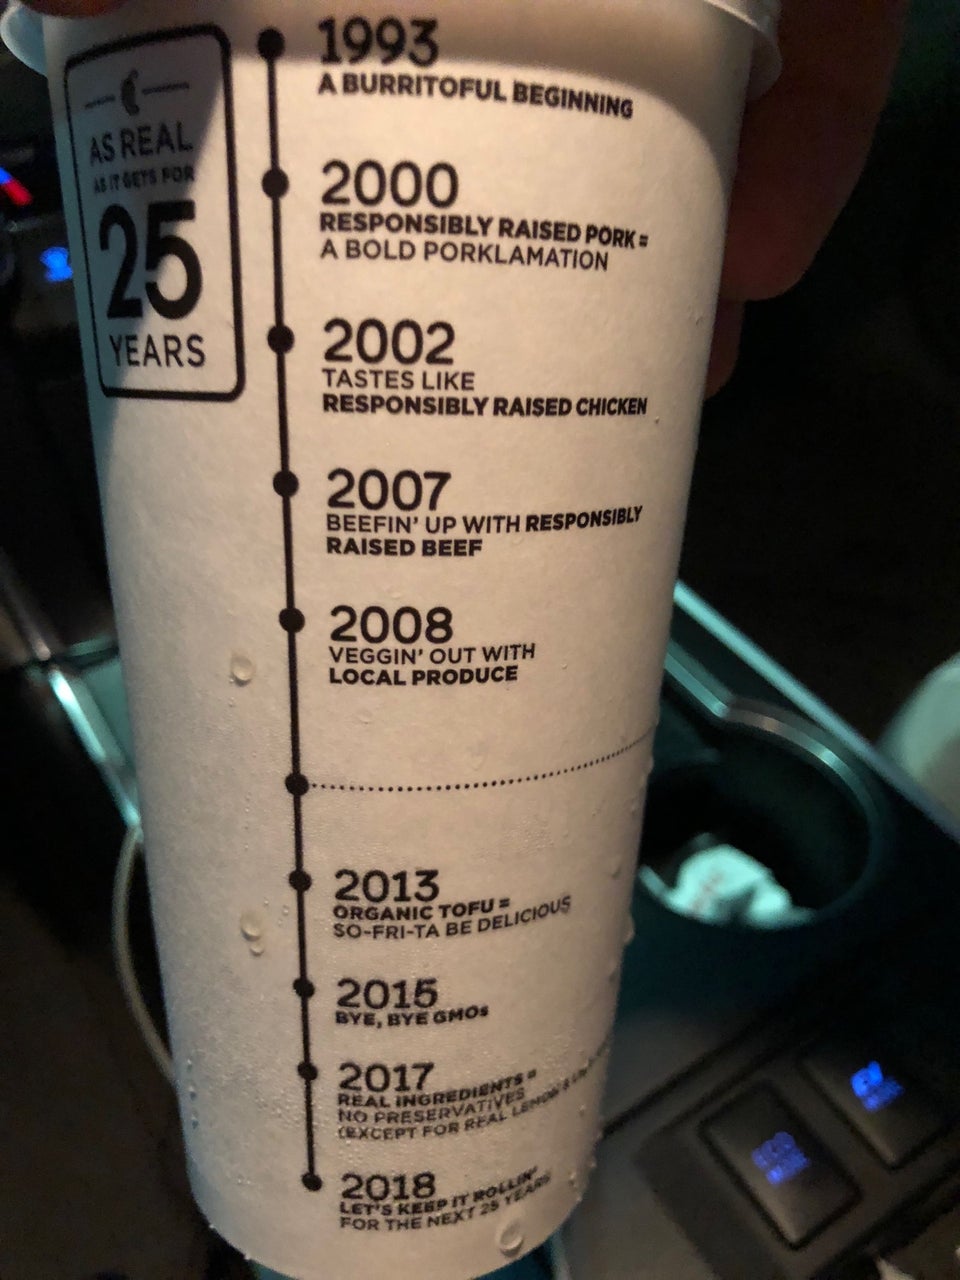 AS REAL
AS IT GETS FOR
25
YEARS
1993
A BURRITOFUL BEGINNING
2000
RESPONSIBLY RAISED PORK =
A BOLD PORKLAMATION
2002
TASTES LIKE
RESPONSIBLY RAISED CHICKEN
2007
BEEFIN' UP WITH RESPONSIBLY
RAISED BEEF
2008
VEGGIN' OUT WITH
LOCAL PRODUCE
2013
ORGANIC TOFU =
SO-FRI-TA BE DELICIOUS
2015
BYE, BYE GMOs
2017
REAL INGREDIENTS =
NO PRESERVATIVES
(EXCEPT FOR REAL LEMON &
2018
LET'S KEEP IT ROLLIN'
FOR THE NEXT 25 YEARS
EV